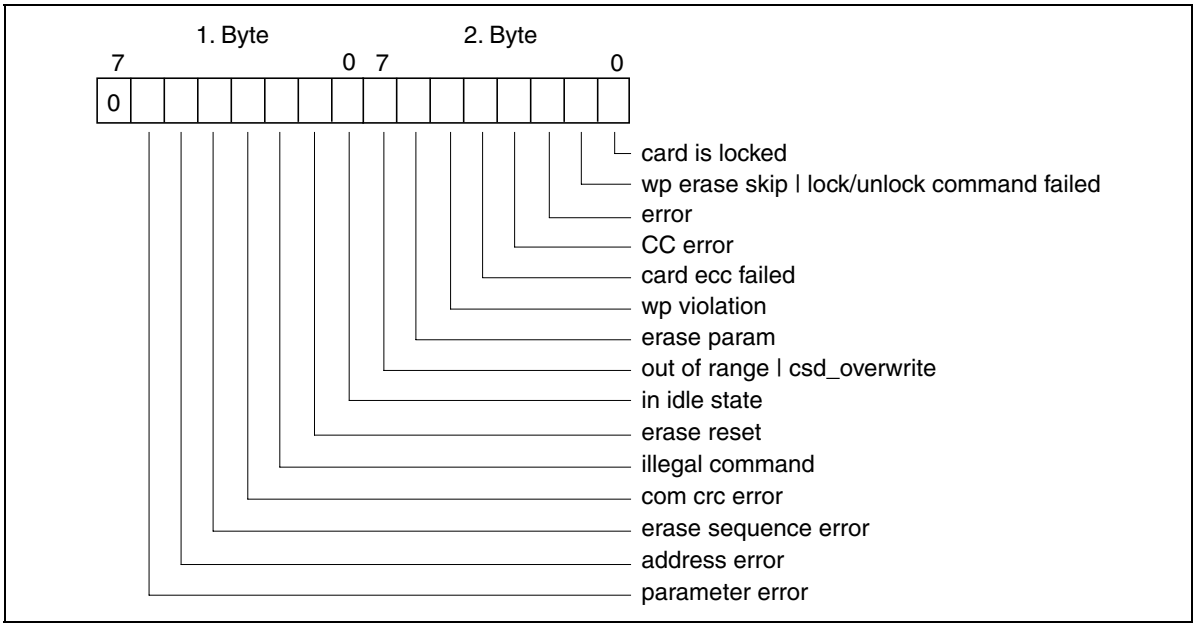 1. Byte 2. Byte
7 0 7 0
0
card is locked
wp erase skip | lock/unlock command failed
error
CC error
card ecc failed
wp violation
erase param
out of range | csd_overwrite
in idle state
erase reset
illegal command
com crc error
erase sequence error
address error
parameter error